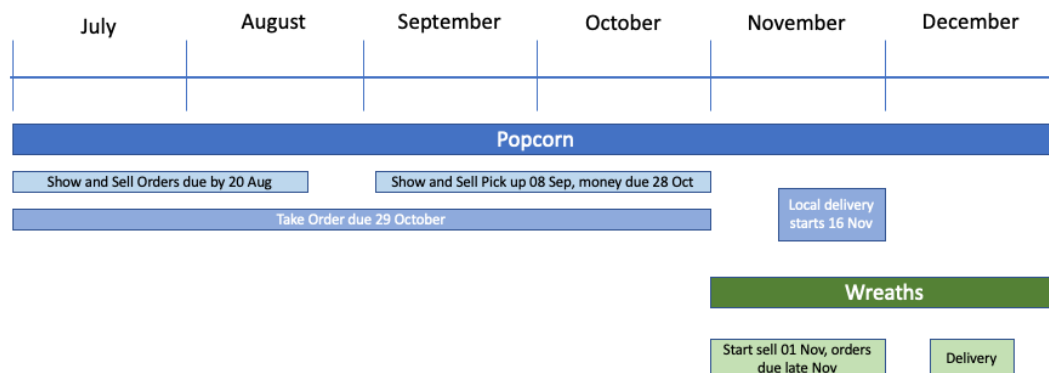 July August September October November December
Popcorn
Show and Sell Orders due by 20 Aug
Show and Sell Pick up 08 Sep, money due 28 Oct
Take Order due 29 October
Local delivery
starts 16 Nov
Wreaths
Start sell 01 Nov, orders
due late Nov
Delivery